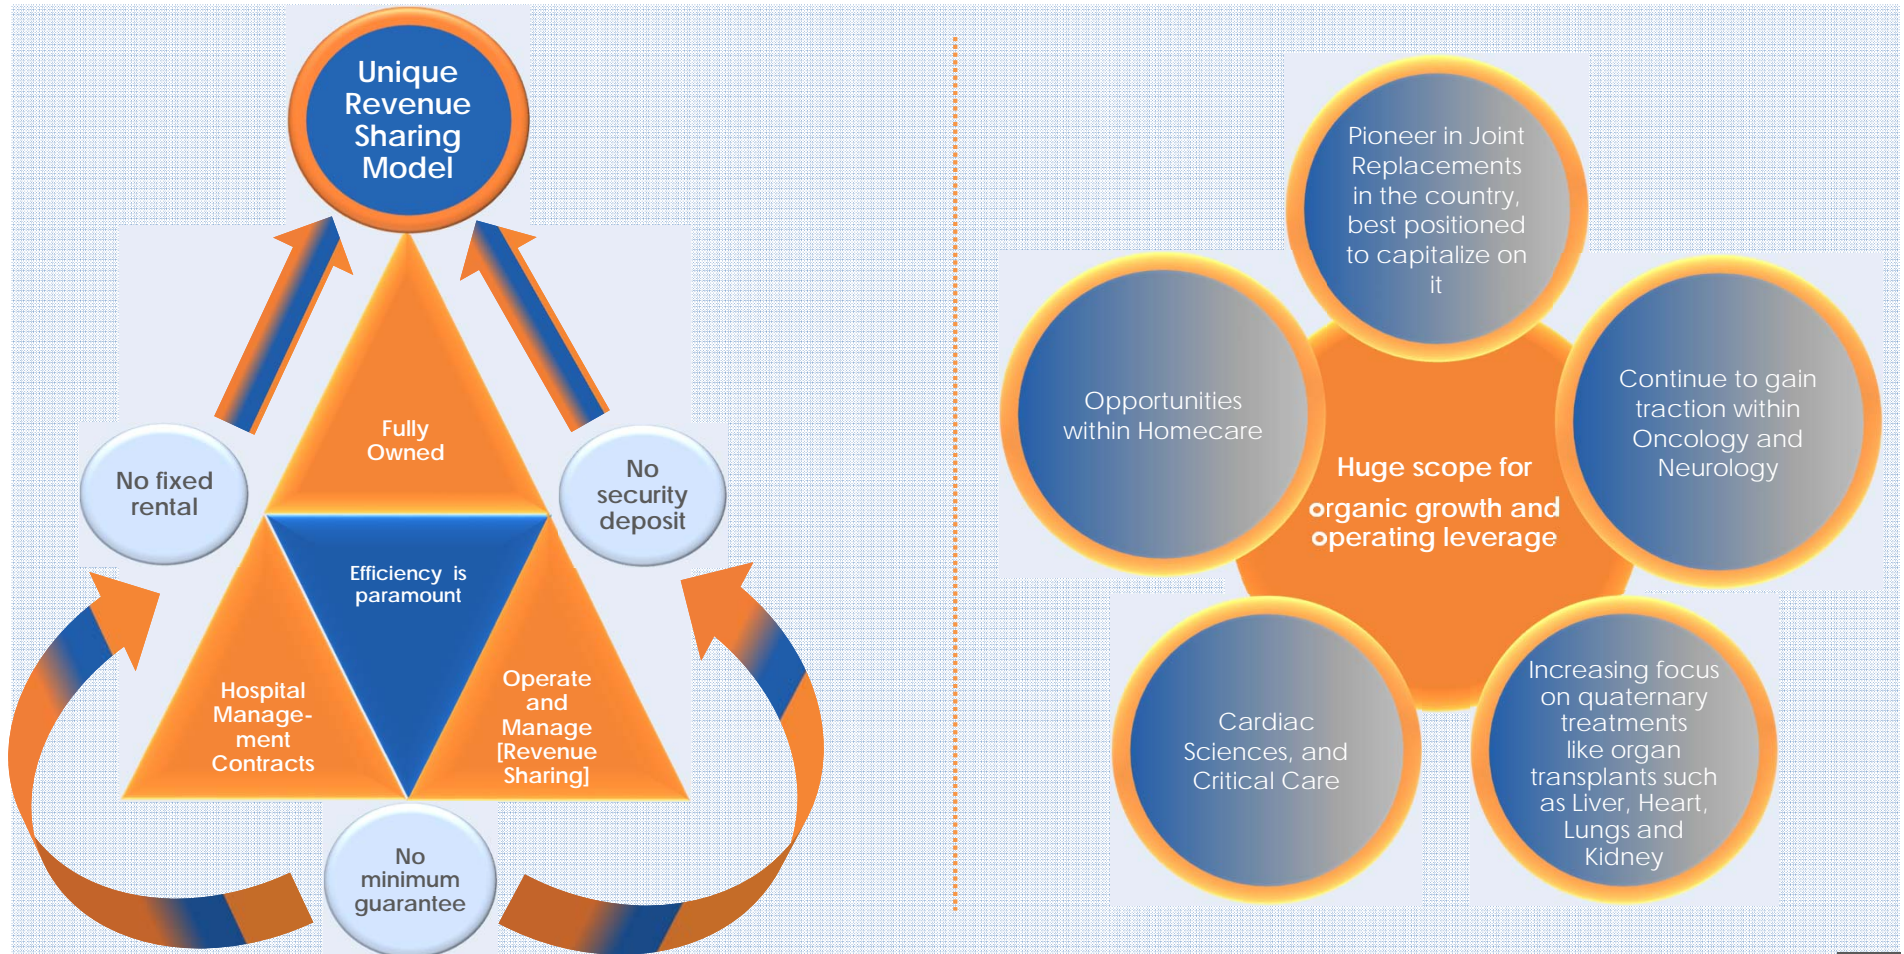 Unique
Revenue
Sharing
Model
Fully
Owned
No fixed
rental
No
security
deposit
Efficiency is
paramount
Hospital
Manage-
ment
Contracts
Operate
and
Manage
[Revenue
Sharing]
No
minimum
guarantee
Pioneer in Joint
Replacements
in the country,
best positioned
to capitalize on
it
Opportunities
within Homecare
Continue to gain
traction within
Oncology and
Neurology
Huge scope for
organic growth and
operating leverage
Cardiac
Sciences, and
Critical Care
Increasing focus
on quaternary
treatments
like organ
transplants such
as Liver, Heart,
Lungs and
Kidney